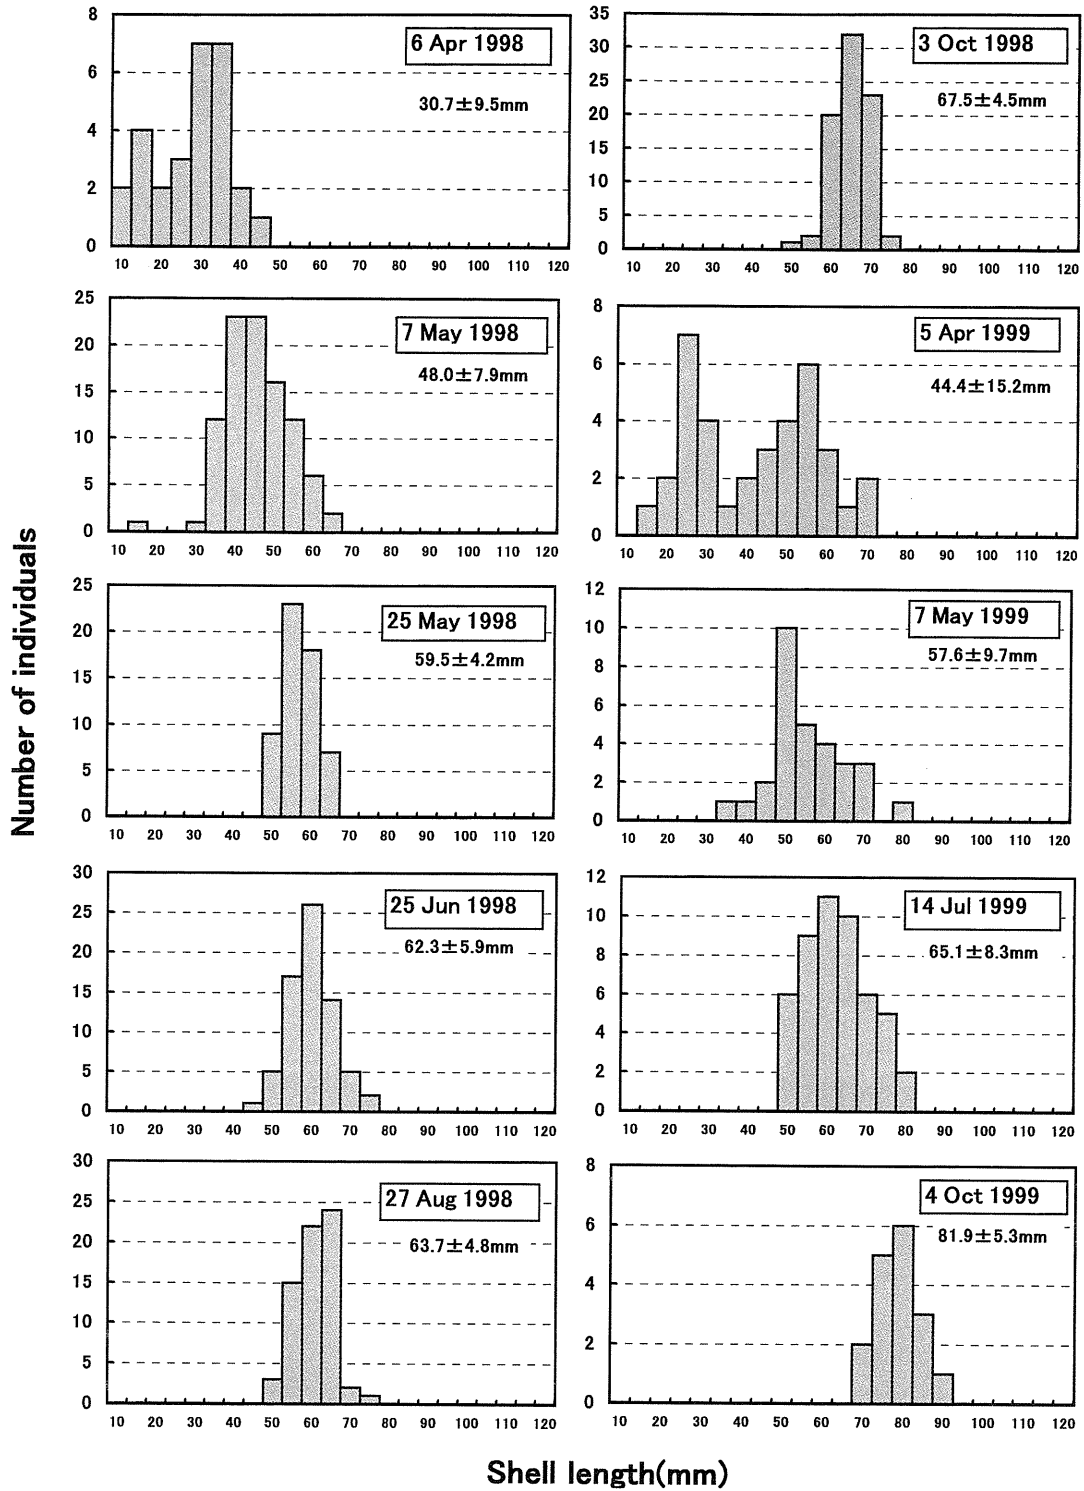 Number of individuals
8
6
4
2
0
6 Apr 1998
30.7±9.5mm
10 20 30 40 50 60 70 80 90 100 110 120
25
20
15
10
5
0
7 May 1998
48.0±7.9mm
10 20 30 40 50 60 70 80 90 100 110 120
25
20
15
10
5
0
25 May 1998
59.5±4.2mm
10 20 30 40 50 60 70 80 90 100 110 120
30
25
20
15
10
5
0
25 Jun 1998
62.3±5.9mm
10 20 30 40 50 60 70 80 90 100 110 120
30
25
20
15
10
5
0
27 Aug 1998
63.7±4.8mm
10 20 30 40 50 60 70 80 90 100 110 120
35
30
25
20
15
10
5
0
3 Oct 1998
67.5±4.5mm
10 20 30 40 50 60 70 80 90 100 110 120
8
6
4
2
0
5 Apr 1999
44.4±15.2mm
10 20 30 40 50 60 70 80 90 100 110 120
12
10
8
6
4
2
0
7 May 1999
57.6±9.7mm
10 20 30 40 50 60 70 80 90 100 110 120
12
10
8
6
4
2
0
14 Jul 1999
65.1±8.3mm
10 20 30 40 50 60 70 80 90 100 110 120
8
6
4
2
0
4 Oct 1999
81.9±5.3mm
10 20 30 40 50 60 70 80 90 100 110 120
Shell length(mm)